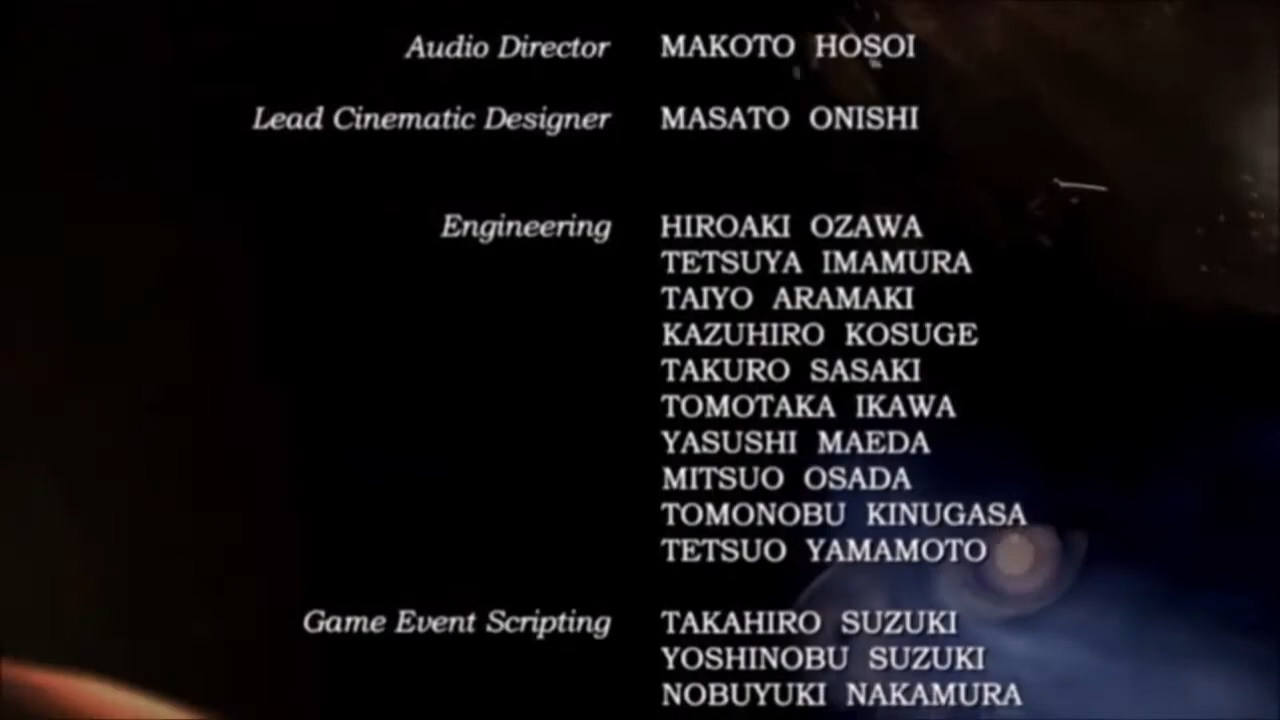 Audio Director MAKOTO HOSOI
Lead Cinematic Designer MASATO ONISHI
Engineering HIROAKI OZAWA
TETSUYA IMAMURA
TAIYO ARAMAKI
KAZUHIRO KOSUGE
TAKURO SASAKI
TOMOTAKA IKAWA
YASUSHI MAEDA
MITSUO OSADA
TOMONOBU KINUGASA
TETSUO YAMAMOTO
Game Event Scripting TAKAHIRO SUZUKI
YOSHINOBU SUZUKI
NOBUYUKI NAKAMURA